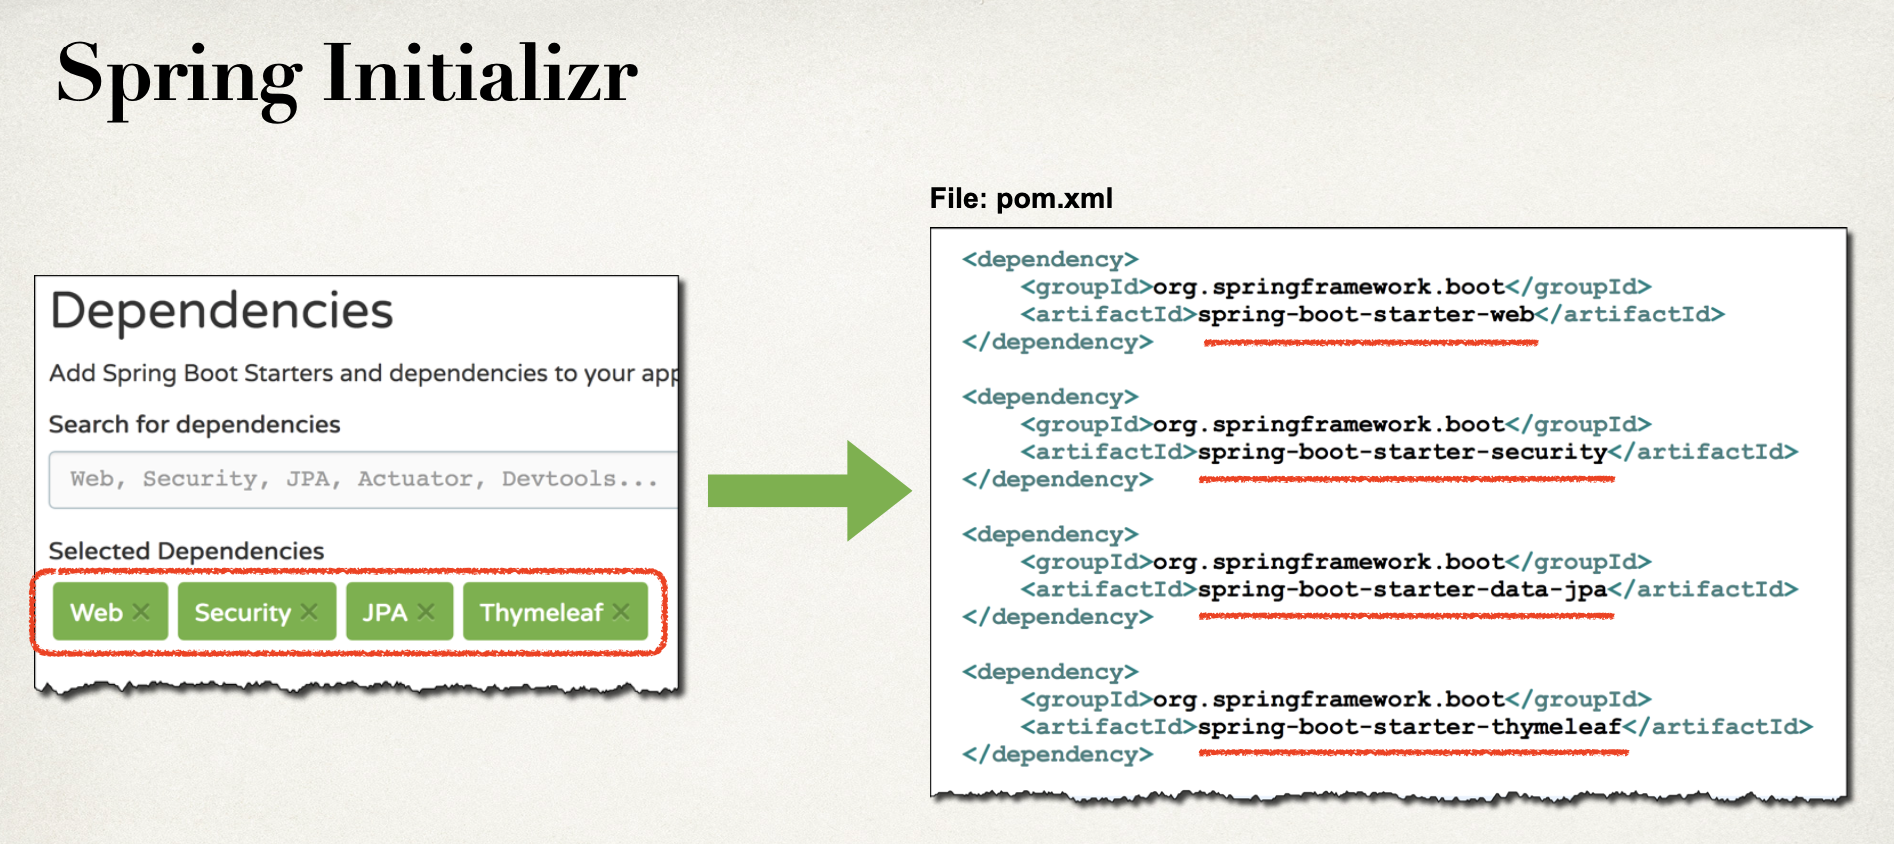 Spring Initializr
Dependencies
Add Spring Boot Starters and dependencies to your app
Search for dependencies
Web, Security, JPA, Actuator, Devtools...
Selected Dependencies
Web × Security × JPA × Thymeleaf ×
File: pom.xml
<dependency>
<groupId>org.springframework.boot</groupId>
<artifactId>spring-boot-starter-web</artifactId>
</dependency>
<dependency>
<groupId>org.springframework.boot</groupId>
<artifactId>spring-boot-starter-security</artifactId>
</dependency>
<dependency>
<groupId>org.springframework.boot</groupId>
<artifactId>spring-boot-starter-data-jpa</artifactId>
</dependency>
<dependency>
<groupId>org.springframework.boot</groupId>
<artifactId>spring-boot-starter-thymeleaf</artifactId>
</dependency>